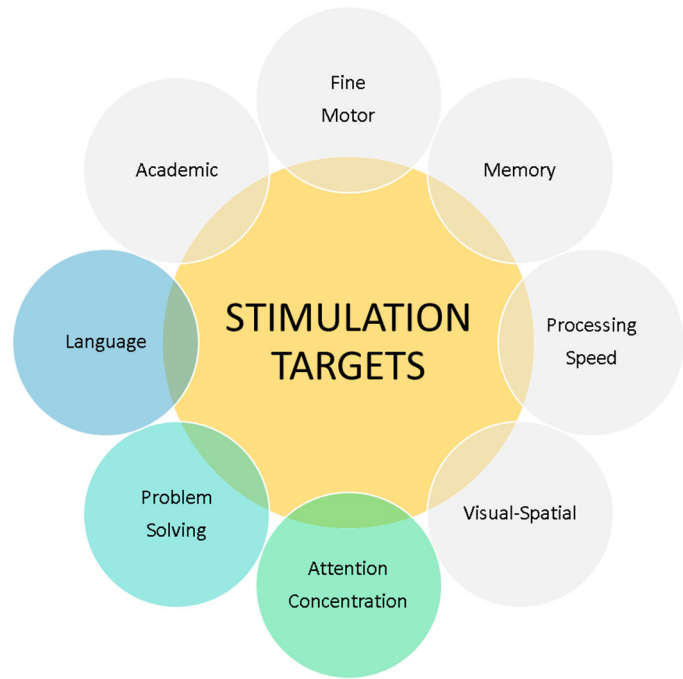 Fine
Motor
Memory
Processing
Speed
Visual-Spatial
Attention
Concentration
Problem
Solving
Language
Academic
STIMULATION
TARGETS